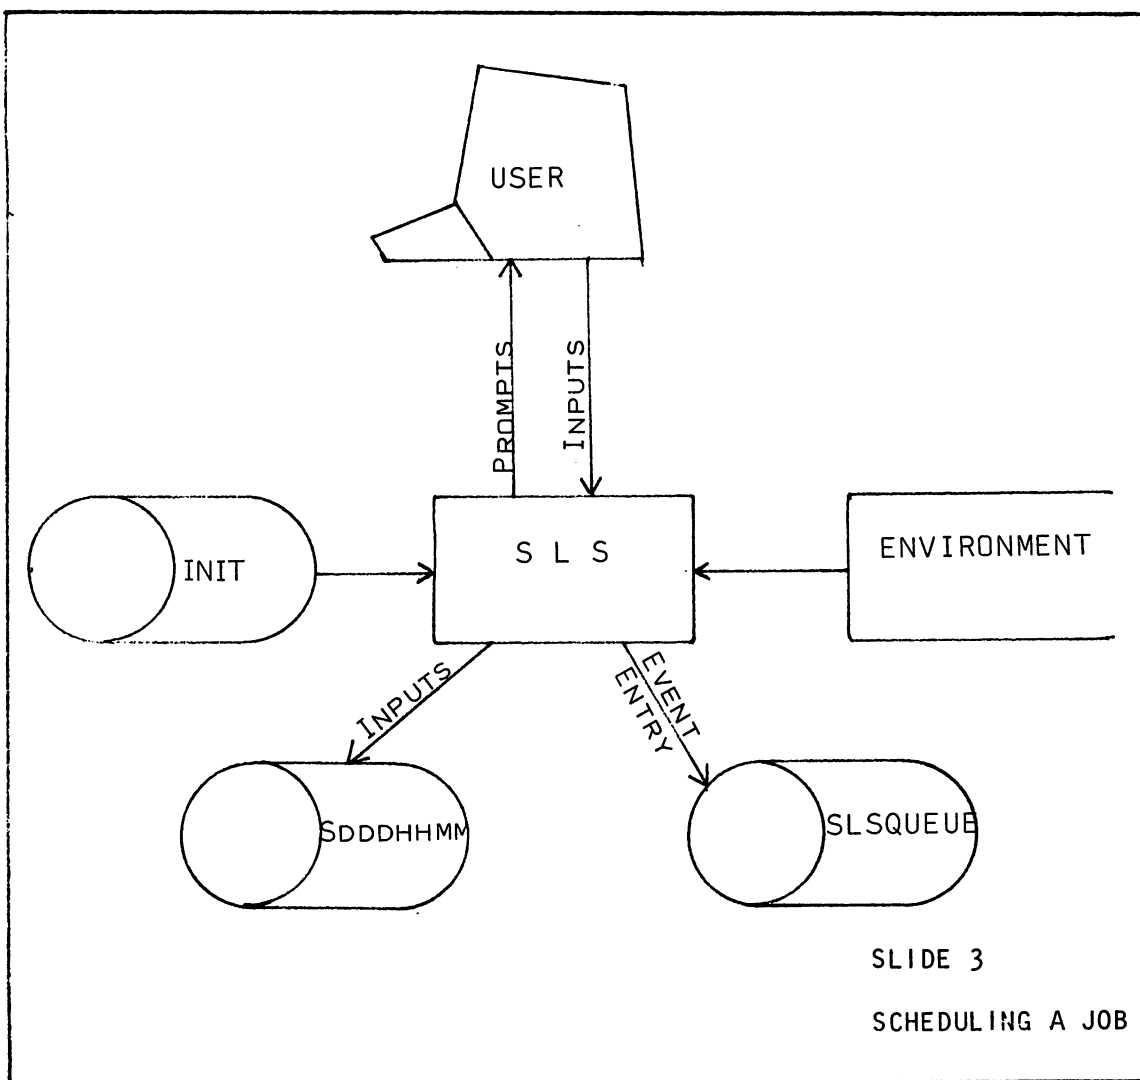 USER
PROMPTS
INPUTS
INIT
S L S
ENVIRONMENT
INPUTS
EVENT
ENTRY
SDDDHHMM
SLSQUEUE
SLIDE 3
SCHEDULING A JOB